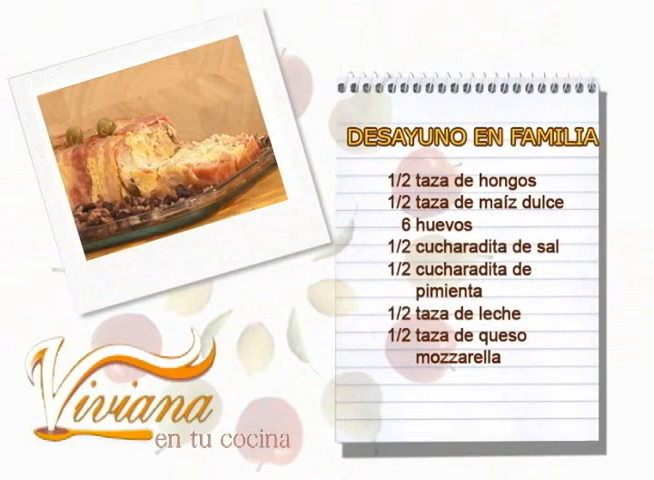 DESAYUNO EN FAMILIA
1/2 taza de hongos
1/2 taza de maíz dulce
6 huevos
1/2 cucharadita de sal
1/2 cucharadita de
pimienta
1/2 taza de leche
1/2 taza de queso
mozzarella
Viviana
en tu cocina